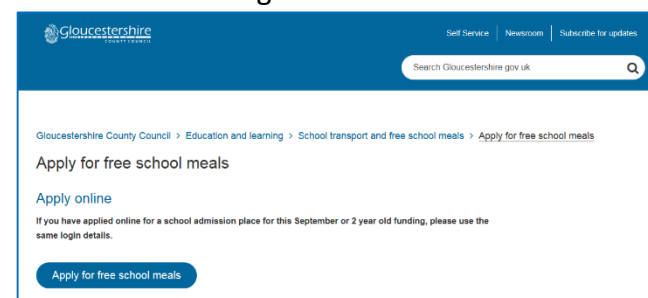 Gloucestershire
COUNTY COUNCIL
Self Service | Newsroom | Subscribe for updates
Search Gloucestershire gov uk
Gloucestershire County Council > Education and learning > School transport and free school meals > Apply for free school meals
Apply for free school meals
Apply online
If you have applied online for a school admission place for this September or 2 year old funding, please use the
same login details.
Apply for free school meals